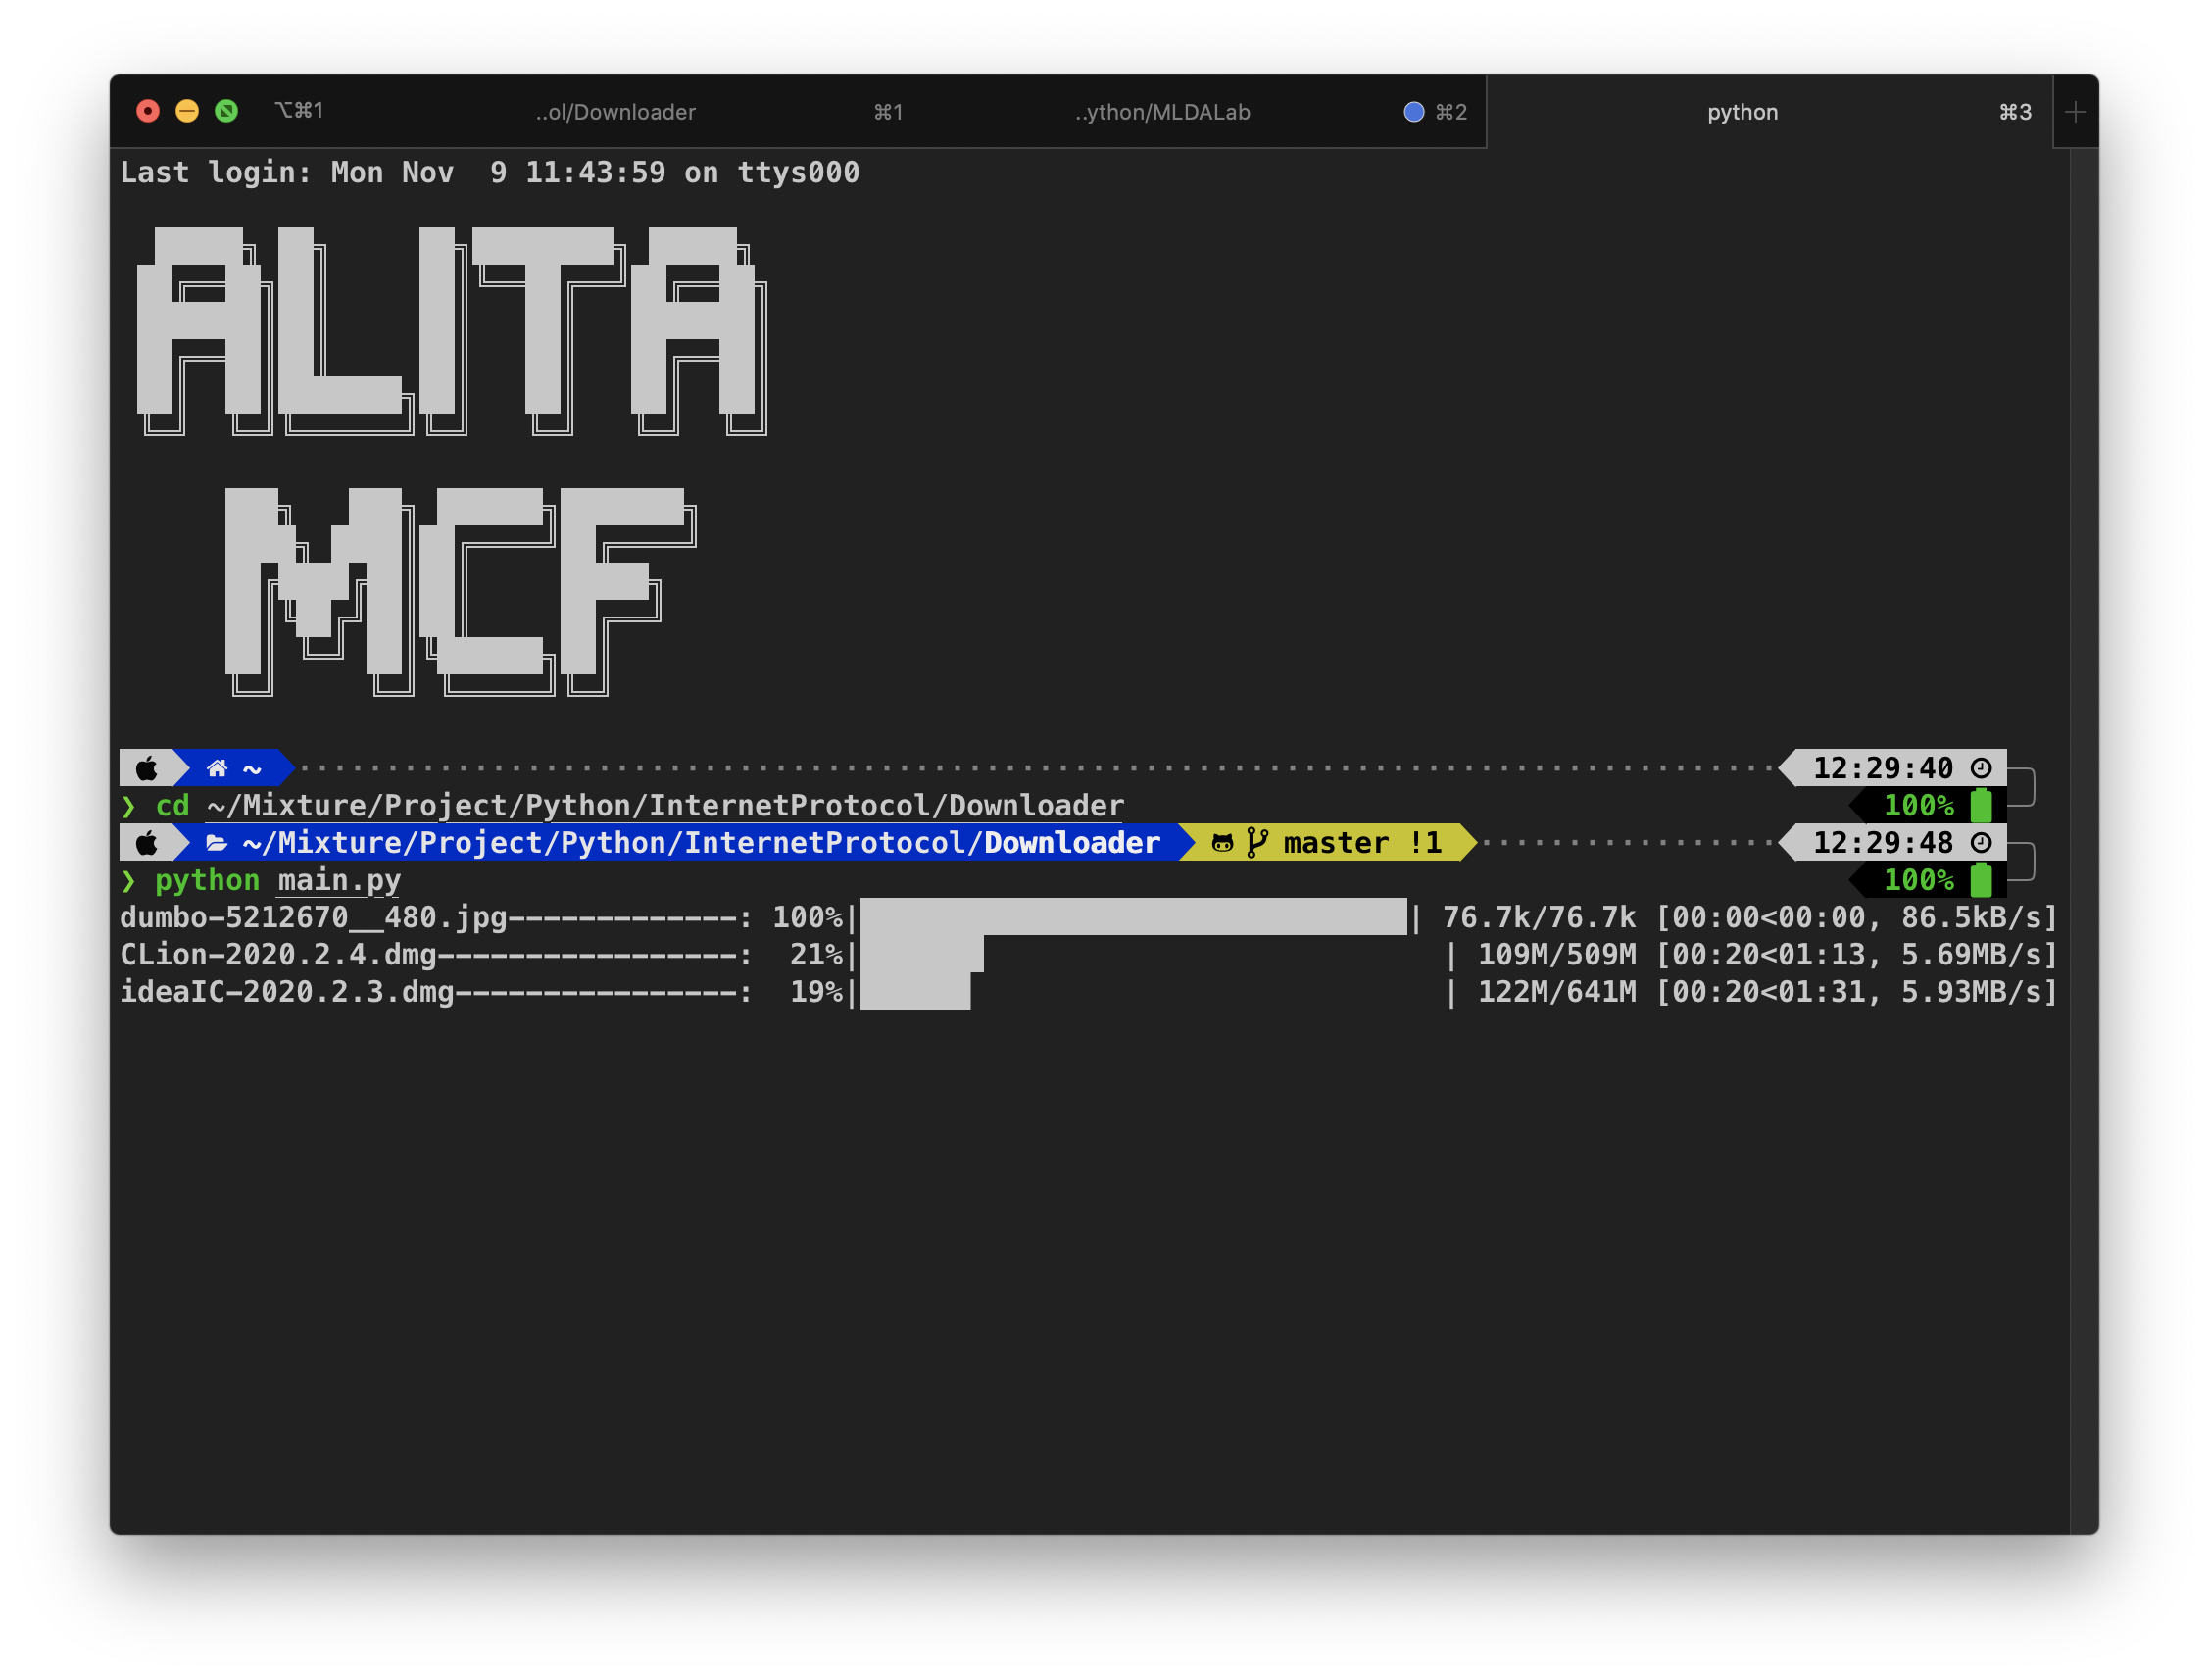 ⌥⌘1 ..ol/Downloader ⌘1 ..ython/MLDALab ⌘2 python ⌘3
Last login: Mon Nov  9 11:43:59 on ttys000
ALITA
MCF
~ 12:29:40
❯ cd ~/Mixture/Project/Python/InternetProtocol/Downloader 100%
~/Mixture/Project/Python/InternetProtocol/Downloader master !1 12:29:48
❯ python main.py 100%
dumbo-5212670__480.jpg-------------: 100%| | 76.7k/76.7k [00:00<00:00, 86.5kB/s]
CLion-2020.2.4.dmg-----------------:  21%| | 109M/509M [00:20<01:13, 5.69MB/s]
ideaIC-2020.2.3.dmg----------------:  19%| | 122M/641M [00:20<01:31, 5.93MB/s]